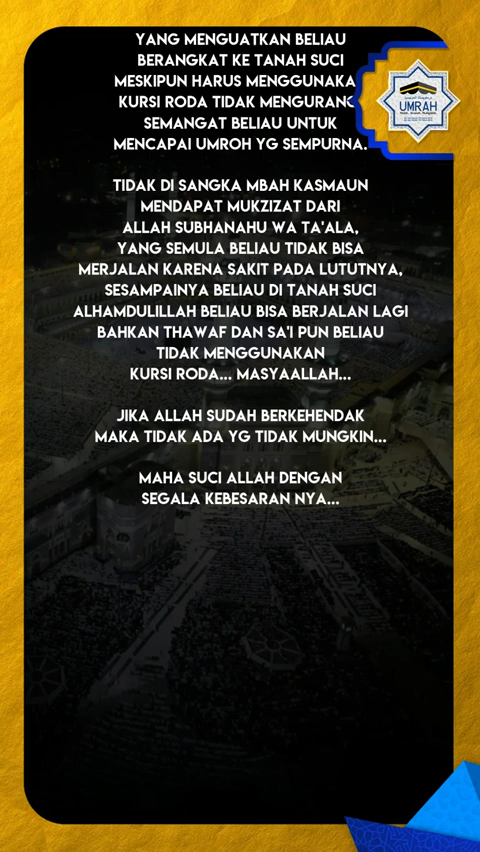 YANG MENGUATKAN BELIAU
BERANGKAT KE TANAH SUCI
MESKIPUN HARUS MENGGUNAKA
KURSI RODA TIDAK MENGURANG
SEMANGAT BELIAU UNTUK
MENCAPAI UMROH YG SEMPURNA.
UMRAH
TIDAK DI SANGKA MBAH KASMAUN
MENDAPAT MUKZIZAT DARI
ALLAH SUBHANAHU WA TA'ALA,
YANG SEMULA BELIAU TIDAK BISA
MERJALAN KARENA SAKIT PADA LUTUTNYA,
SESAMPAINYA BELIAU DI TANAH SUCI
ALHAMDULILLAH BELIAU BISA BERJALAN LAGI
BAHKAN THAWAF DAN SA'I PUN BELIAU
TIDAK MENGGUNAKAN
KURSI RODA... MASYAALLAH...
JIKA ALLAH SUDAH BERKEHENDAK
MAKA TIDAK ADA YG TIDAK MUNGKIN...
MAHA SUCI ALLAH DENGAN
SEGALA KEBESARAN NYA...